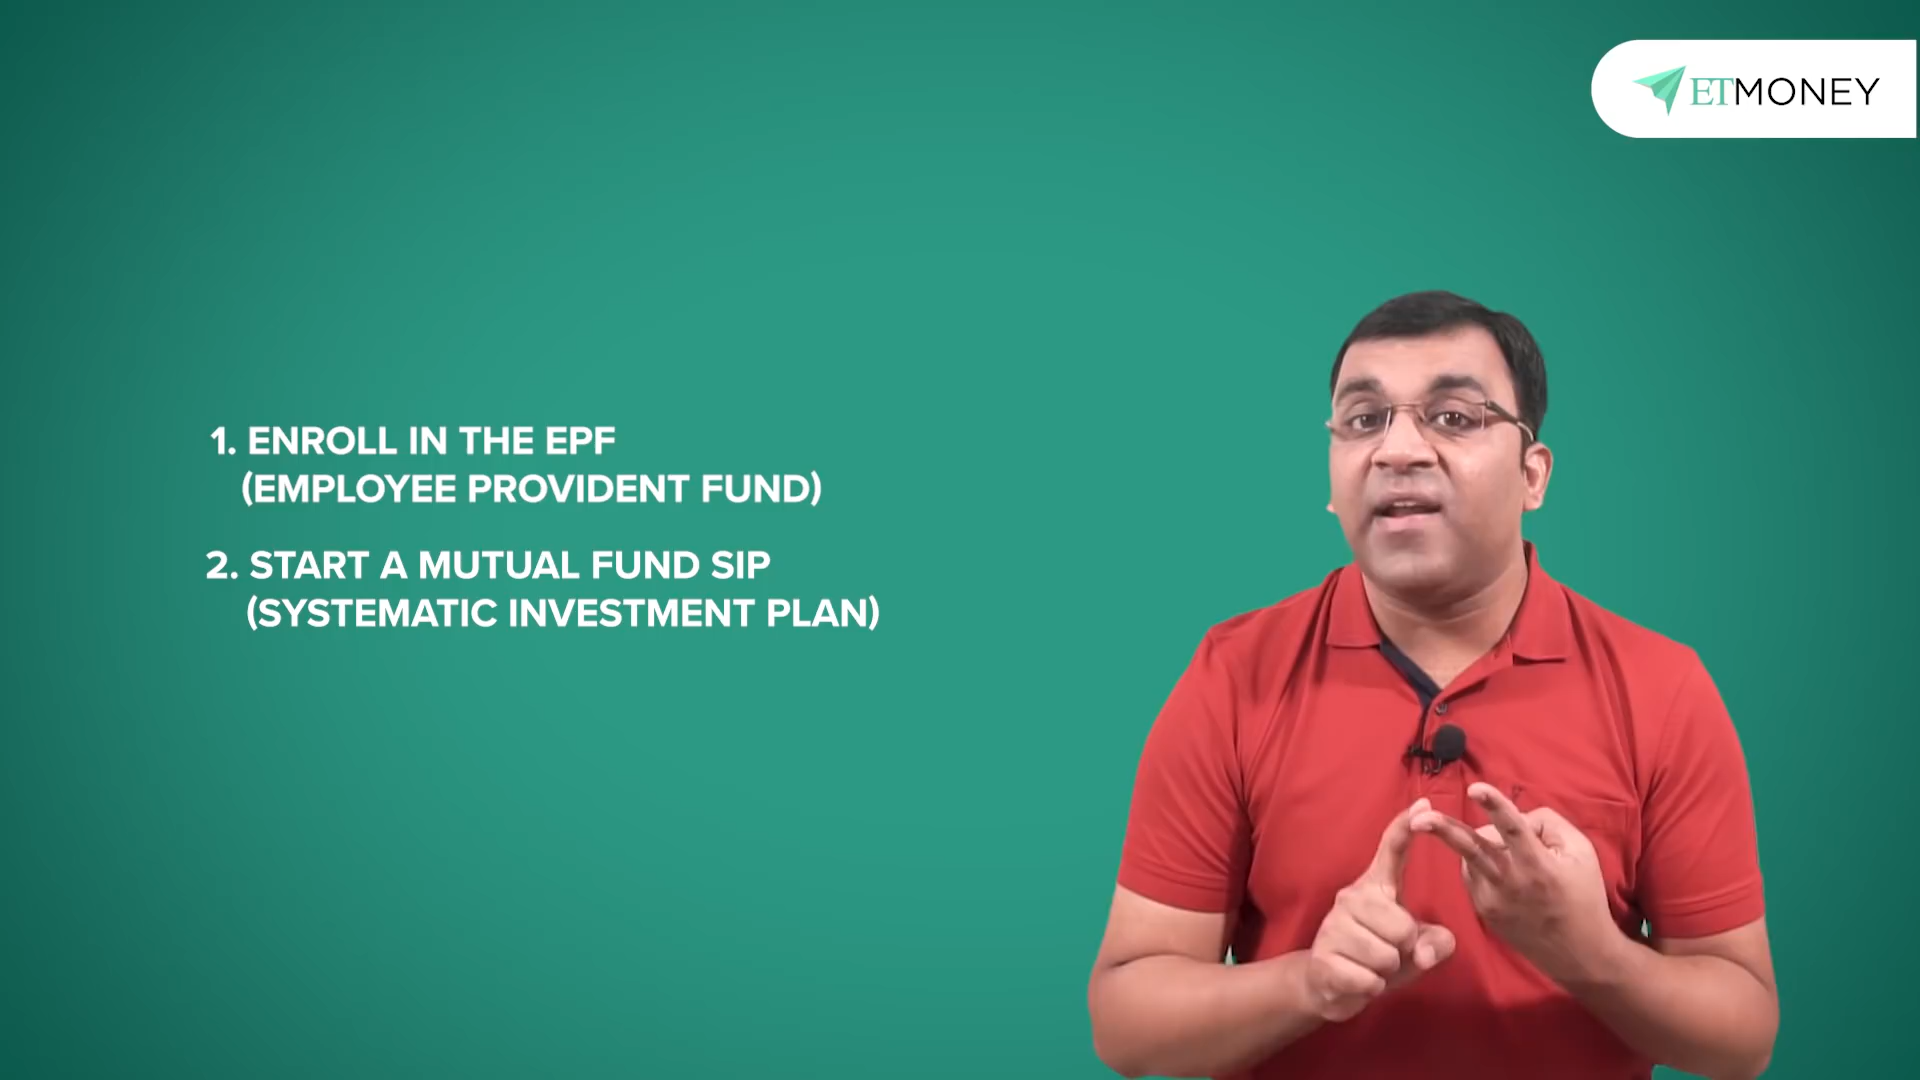 ETMONEY
1. ENROLL IN THE EPF
(EMPLOYEE PROVIDENT FUND)
2. START A MUTUAL FUND SIP
(SYSTEMATIC INVESTMENT PLAN)